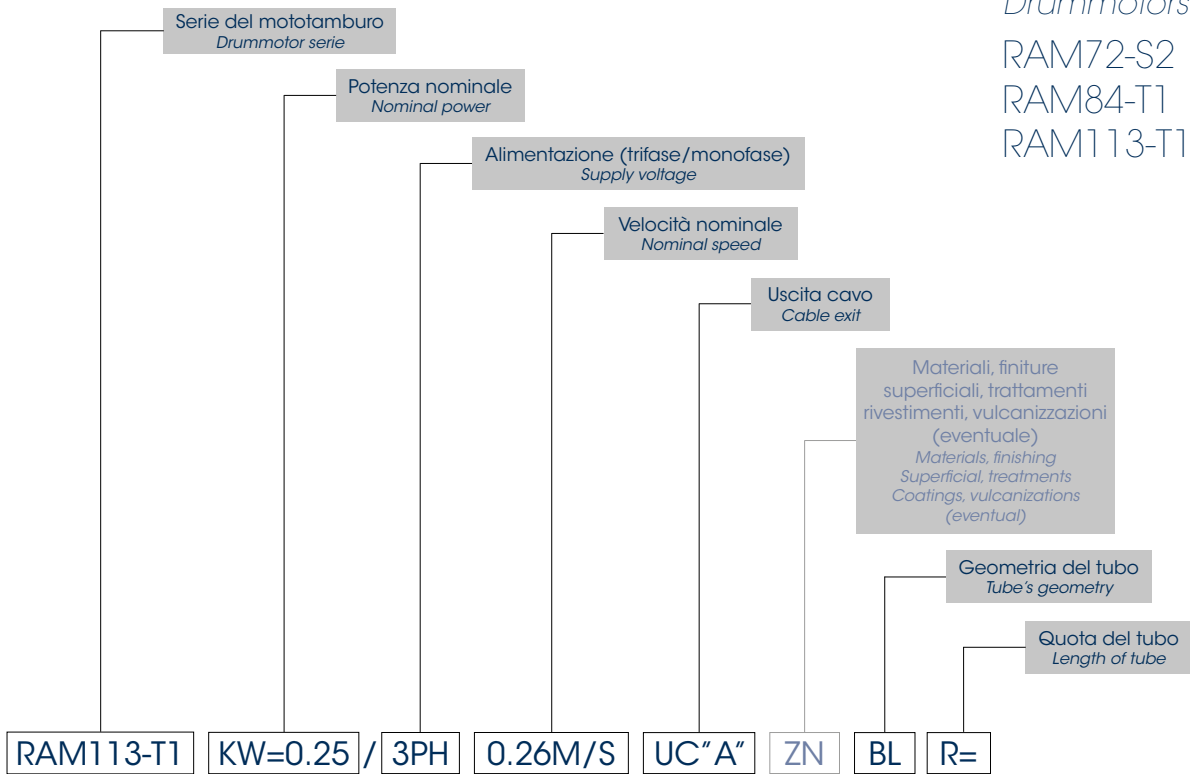 Drummotors
RAM72-S2
RAM84-T1
RAM113-T1
Serie del mototamburo
Drummotor serie
Potenza nominale
Nominal power
Alimentazione (trifase/monofase)
Supply voltage
Velocità nominale
Nominal speed
Uscita cavo
Cable exit
Materiali, finiture
superficiali, trattamenti
rivestimenti, vulcanizzazioni
(eventuale)
Materials, finishing
Superficial, treatments
Coatings, vulcanizations
(eventual)
Geometria del tubo
Tube's geometry
Quota del tubo
Length of tube
RAM113-T1 KW=0.25 / 3PH 0.26M/S UC"A" ZN BL R=